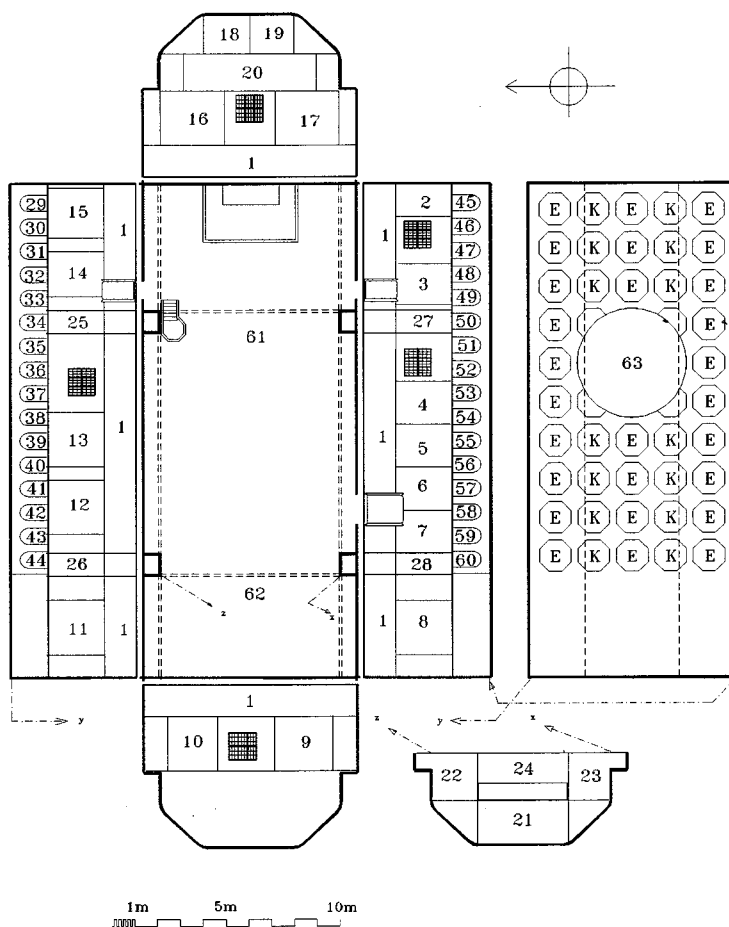 18 19
20
16 17
1
29 15 1 1 2 45
30 46
31 47
32 14 3 48
33 49
34 25 61 27 50
35 51
36 52
37 53
38 4 54
39 13 1 1 5 55
40 56
41 6 57
42 12 58
43 7 59
44 26 28 60
62
z x
11 1 1 8
1
10 9
y
E K E K E
E K E K E
E K E K E
E E
E 63 E
E E
E K E K E
E K E K E
E K E K E
E K E K E
z y x
22 24 23
21
1m 5m 10m